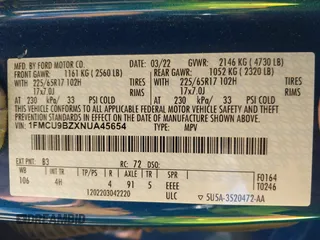 MFD. BY FORD MOTOR CO.
03/22 GVWR: 2146 KG ( 4730 LB)
FRONT GAWR: 1161 KG ( 2560 LB) REAR GAWR: 1052 KG ( 2320 LB)
WITH 225/65R17 102H TIRES WITH 225/65R17 102H TIRES
17x7.0J RIMS 17x7.0J RIMS
AT 230 kPa/ 33 PSI COLD AT 230 kPa/ 33 PSI COLD
THIS VEHICLE CONFORMS TO ALL APPLICABLE FEDERAL MOTOR VEHICLE
SAFETY AND THEFT PREVENTION STANDARDS IN EFFECT ON THE DATE OF
MANUFACTURE SHOWN ABOVE.
VIN: 1FMCU9BZXNUA45654
TYPE: MPV
EXT PNT: B3 RC: 72 DSO:
WB TR AXLE
106 4H 4 91 5 EEEEE
F0164
T0246
1202203042220 ULC
5U5A-3520472-AA